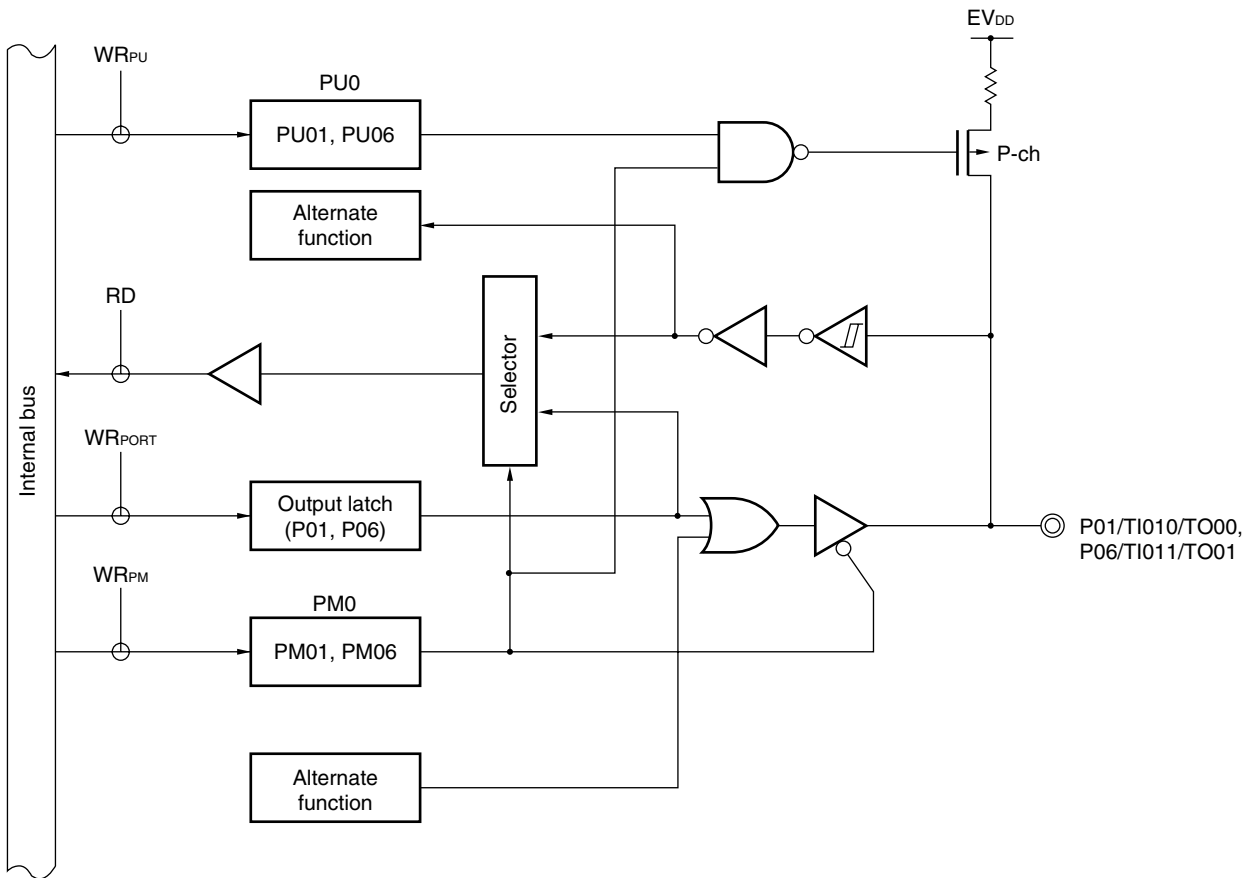 EVDD
WRPU
PU0
PU01, PU06
P-ch
Alternate
function
RD
Selector
Internal bus
WRPORT
Output latch
(P01, P06)
P01/TI010/TO00,
P06/TI011/TO01
WRPM
PM0
PM01, PM06
Alternate
function